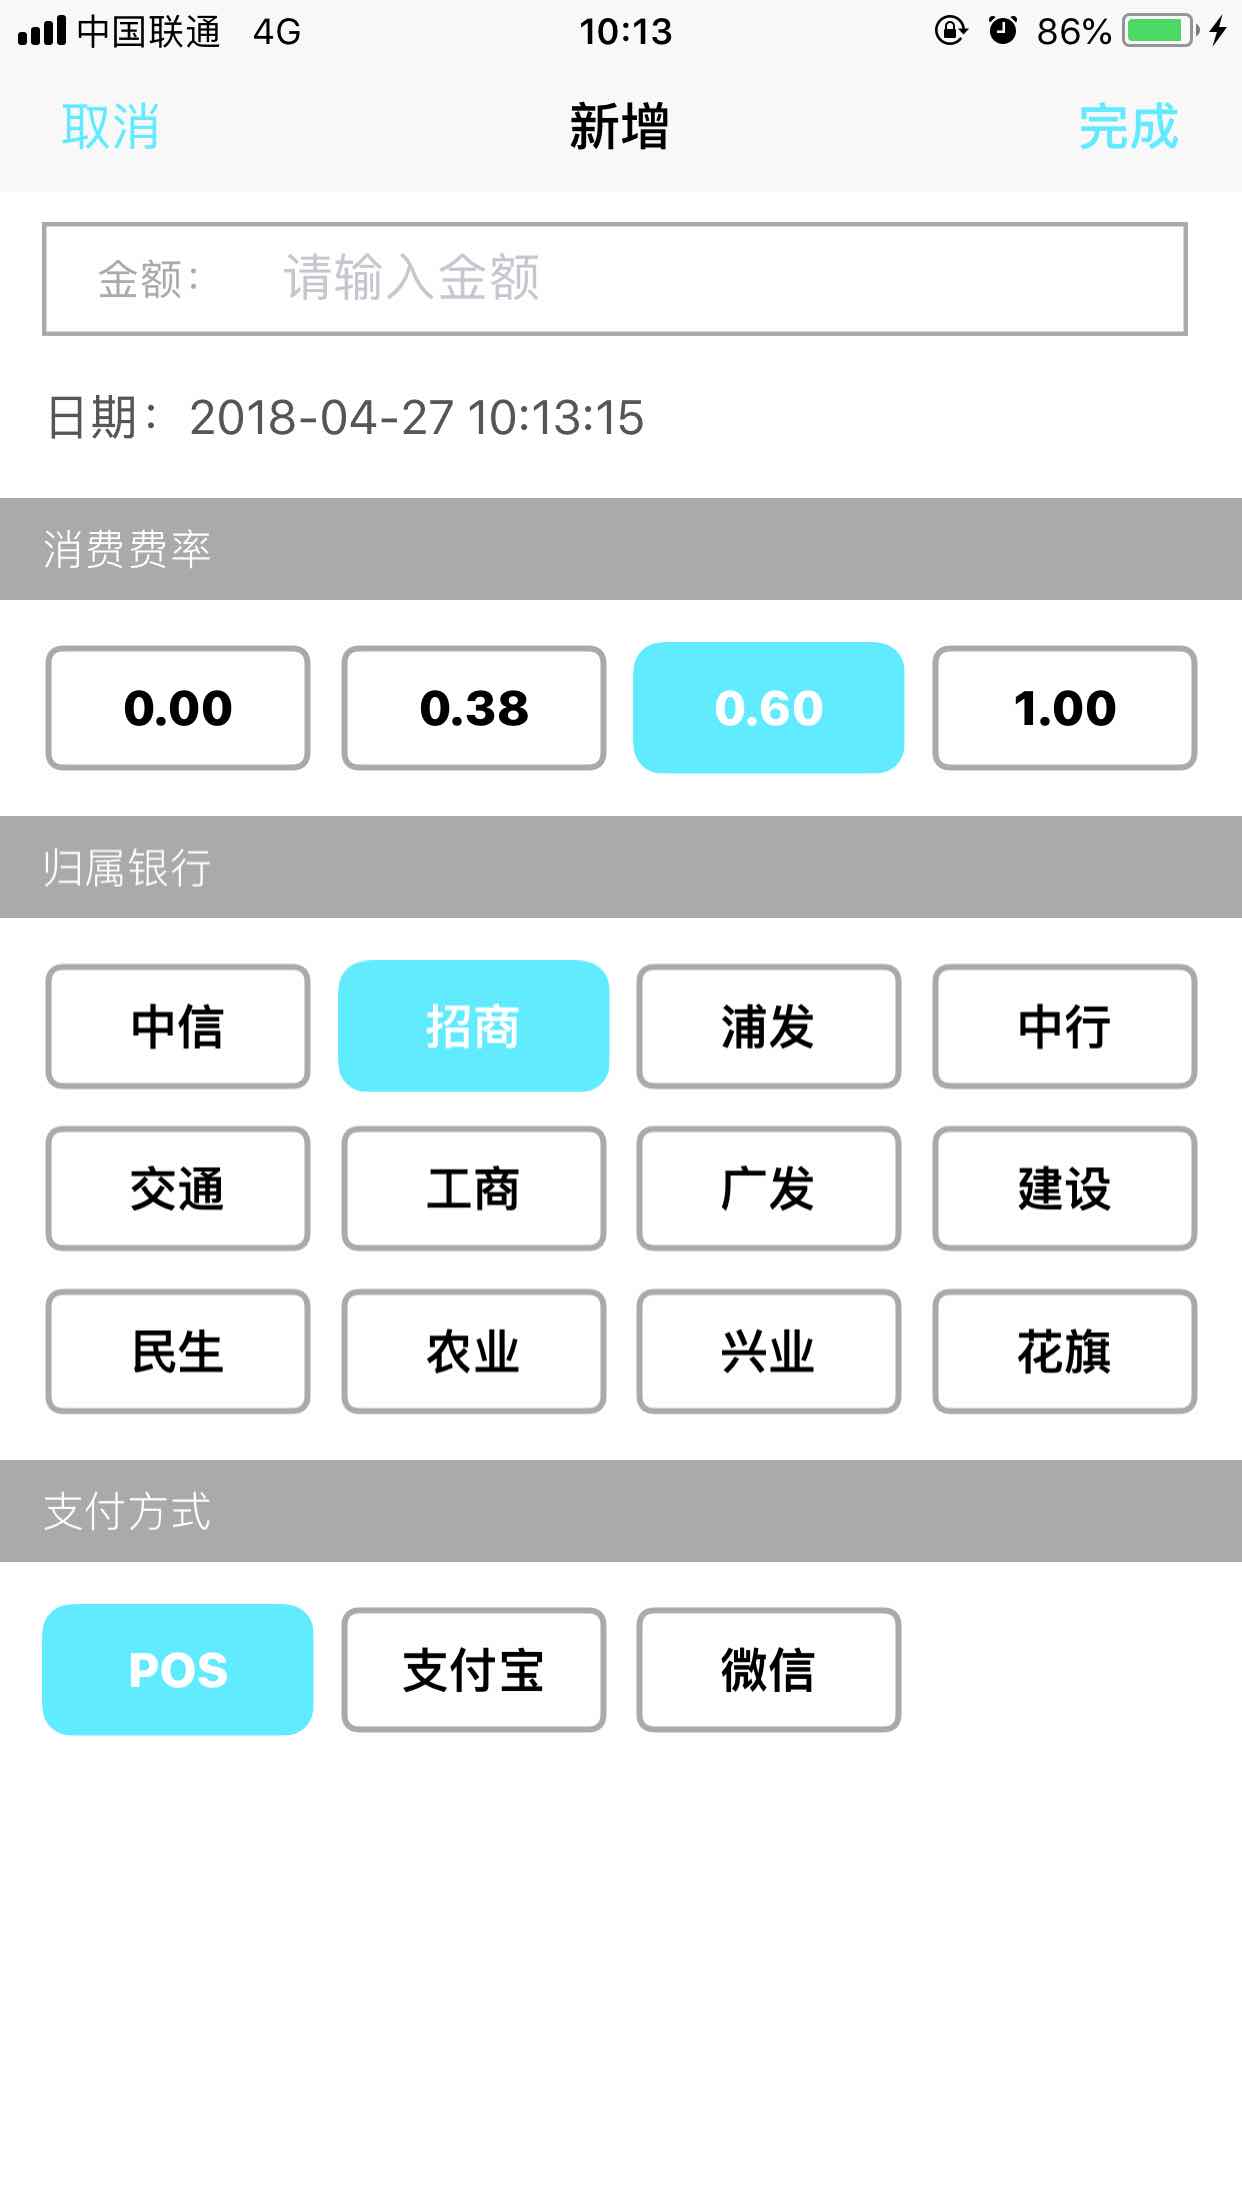 中国联通 4G 10:13 86%
取消 新增 完成
金额： 请输入金额
日期：2018-04-27 10:13:15
消费费率
0.00 0.38 0.60 1.00
归属银行
中信 招商 浦发 中行
交通 工商 广发 建设
民生 农业 兴业 花旗
支付方式
POS 支付宝 微信